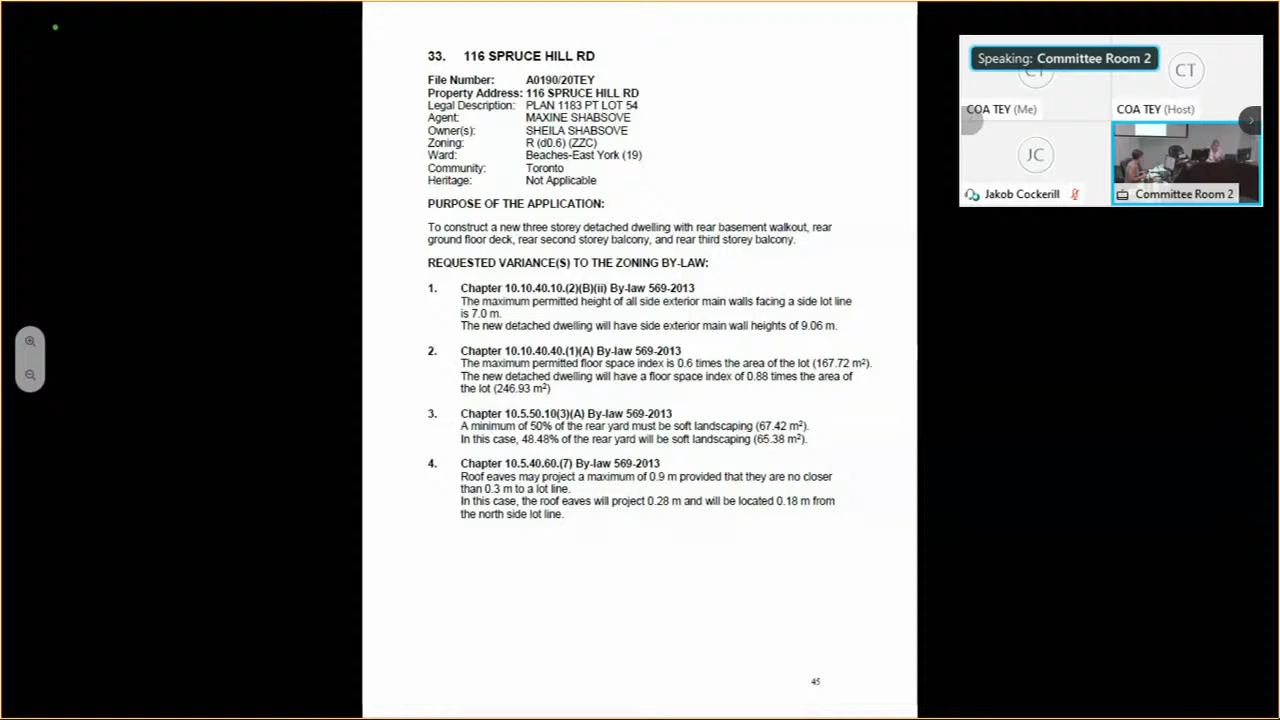 33. 116 SPRUCE HILL RD
File Number: A0190/20TEY
Property Address: 116 SPRUCE HILL RD
Legal Description: PLAN 1183 PT LOT 54
Agent: MAXINE SHABSOVE
Owner(s): SHEILA SHABSOVE
Zoning: R (d0.6) (ZZC)
Ward: Beaches-East York (19)
Community: Toronto
Heritage: Not Applicable
PURPOSE OF THE APPLICATION:
To construct a new three storey detached dwelling with rear basement walkout, rear
ground floor deck, rear second storey balcony, and rear third storey balcony.
REQUESTED VARIANCE(S) TO THE ZONING BY-LAW:
1. Chapter 10.10.40.10.(2)(B)(ii) By-law 569-2013
The maximum permitted height of all side exterior main walls facing a side lot line
is 7.0 m.
The new detached dwelling will have side exterior main wall heights of 9.06 m.
2. Chapter 10.10.40.40.(1)(A) By-law 569-2013
The maximum permitted floor space index is 0.6 times the area of the lot (167.72 m²).
The new detached dwelling will have a floor space index of 0.88 times the area of
the lot (246.93 m²)
3. Chapter 10.5.50.10(3)(A) By-law 569-2013
A minimum of 50% of the rear yard must be soft landscaping (67.42 m²).
In this case, 48.48% of the rear yard will be soft landscaping (65.38 m²).
4. Chapter 10.5.40.60.(7) By-law 569-2013
Roof eaves may project a maximum of 0.9 m provided that they are no closer
than 0.3 m to a lot line.
In this case, the roof eaves will project 0.28 m and will be located 0.18 m from
the north side lot line.
45
Speaking: Committee Room 2
CT
CT
COA TEY (Me)
COA TEY (Host)
JC
Jakob Cockerill
Committee Room 2